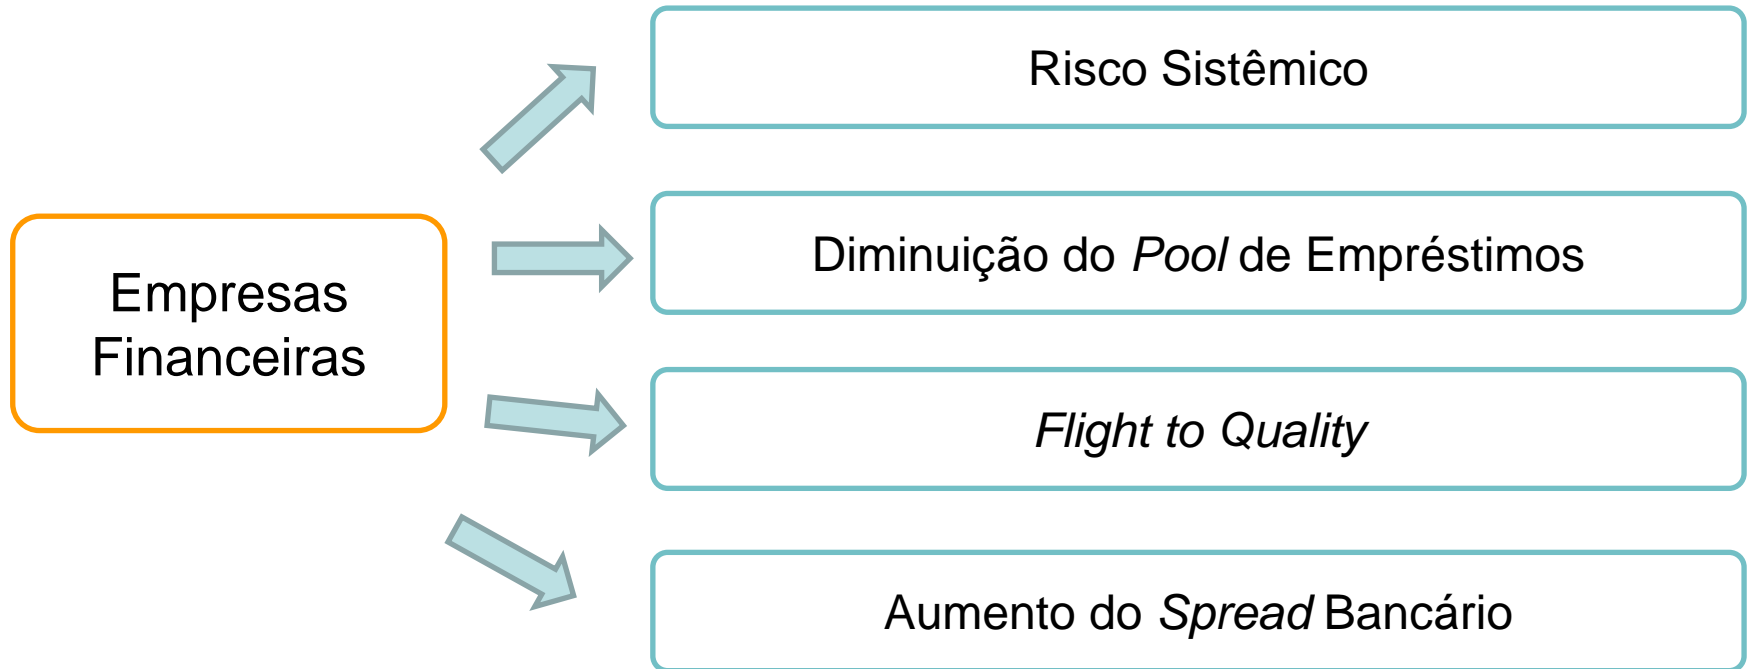 Empresas
Financeiras
Risco Sistêmico
Diminuição do Pool de Empréstimos
Flight to Quality
Aumento do Spread Bancário